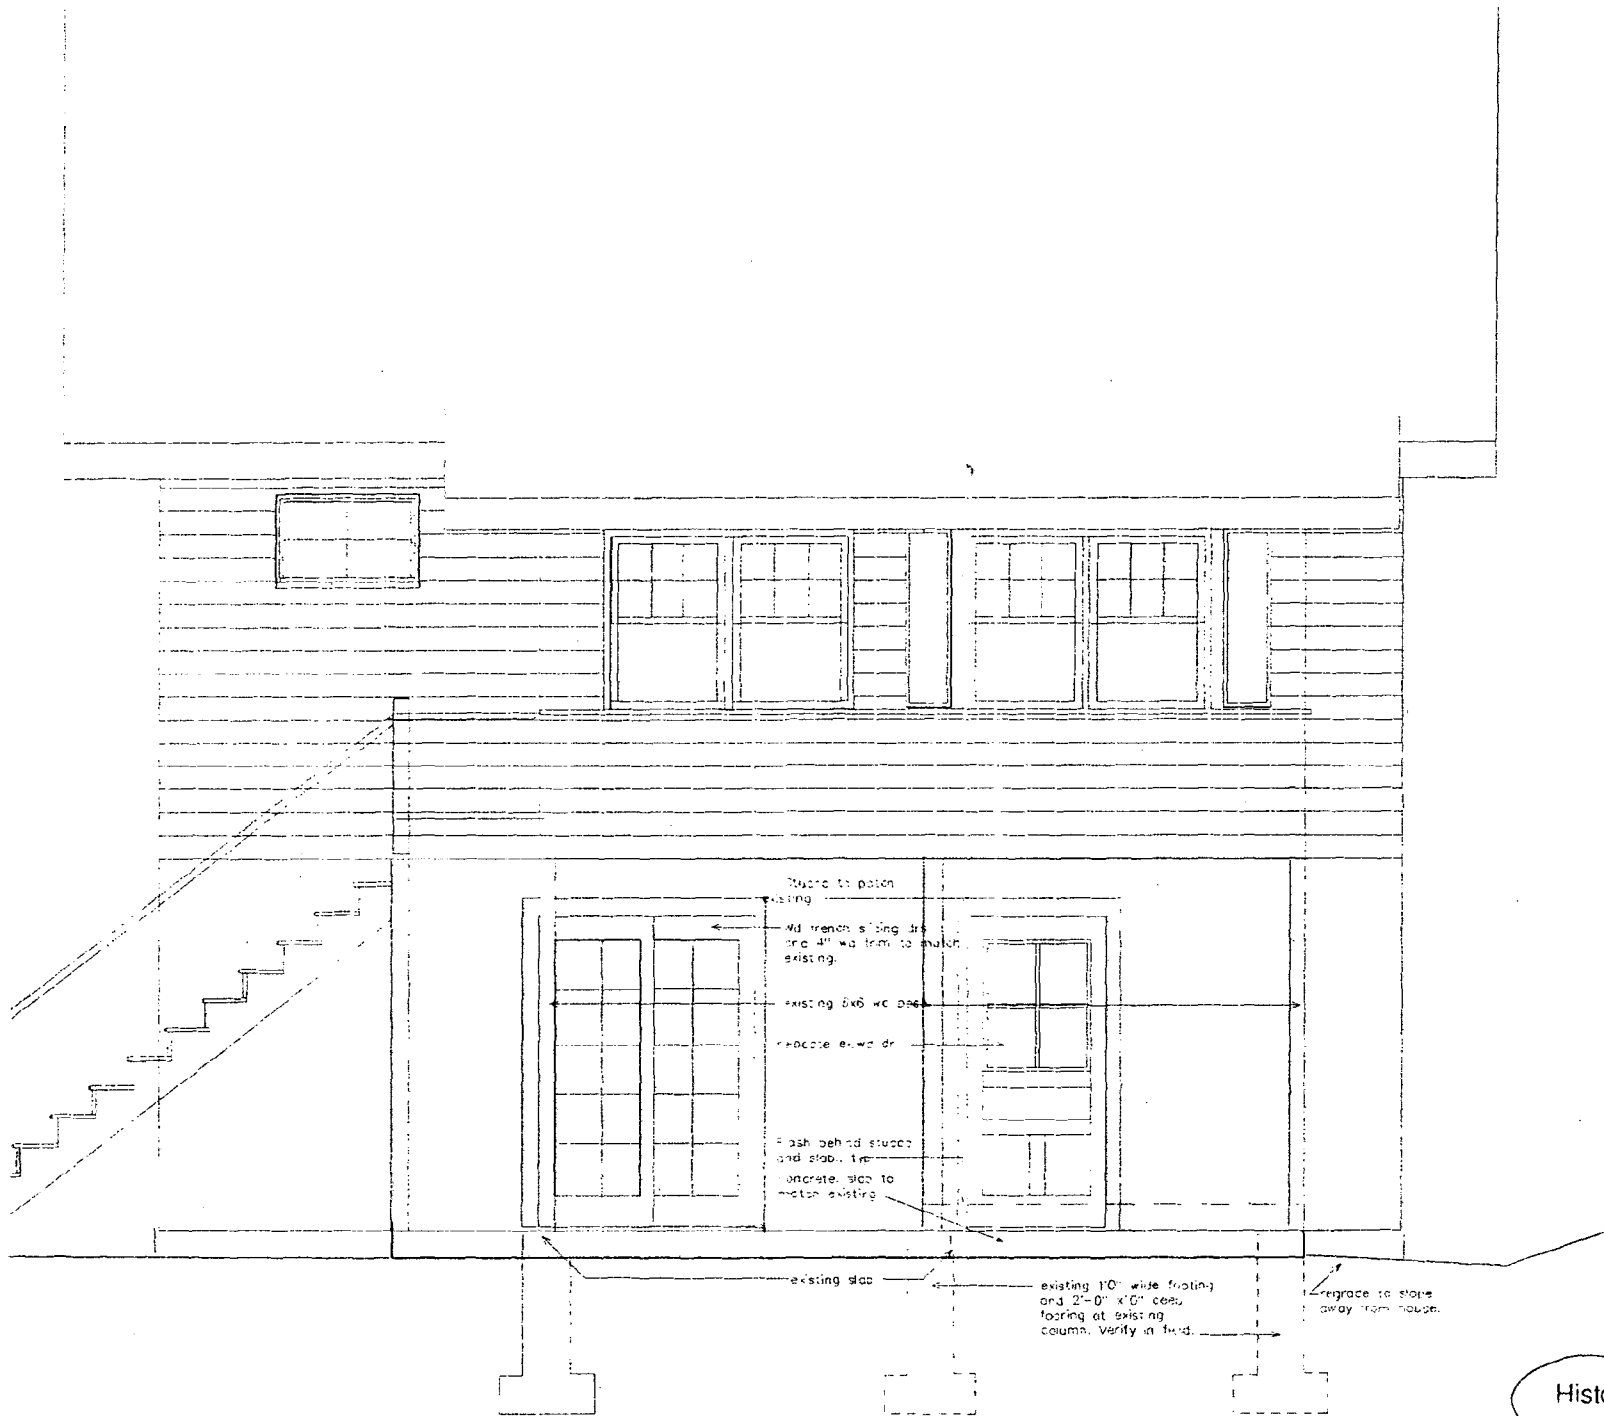 Stucco to patch
existing
Wd french sliding drs
and 4" wd trim to match
existing.
existing 6x6 wd post
relocate ex. wd dr
Flash behind stucco
and slab, typ
concrete slab to
match existing
existing slab
existing 1'0" wide footing
and 2'-0" x 6" deep
footing at existing
column. Verify in field.
regrade to slope
away from house.